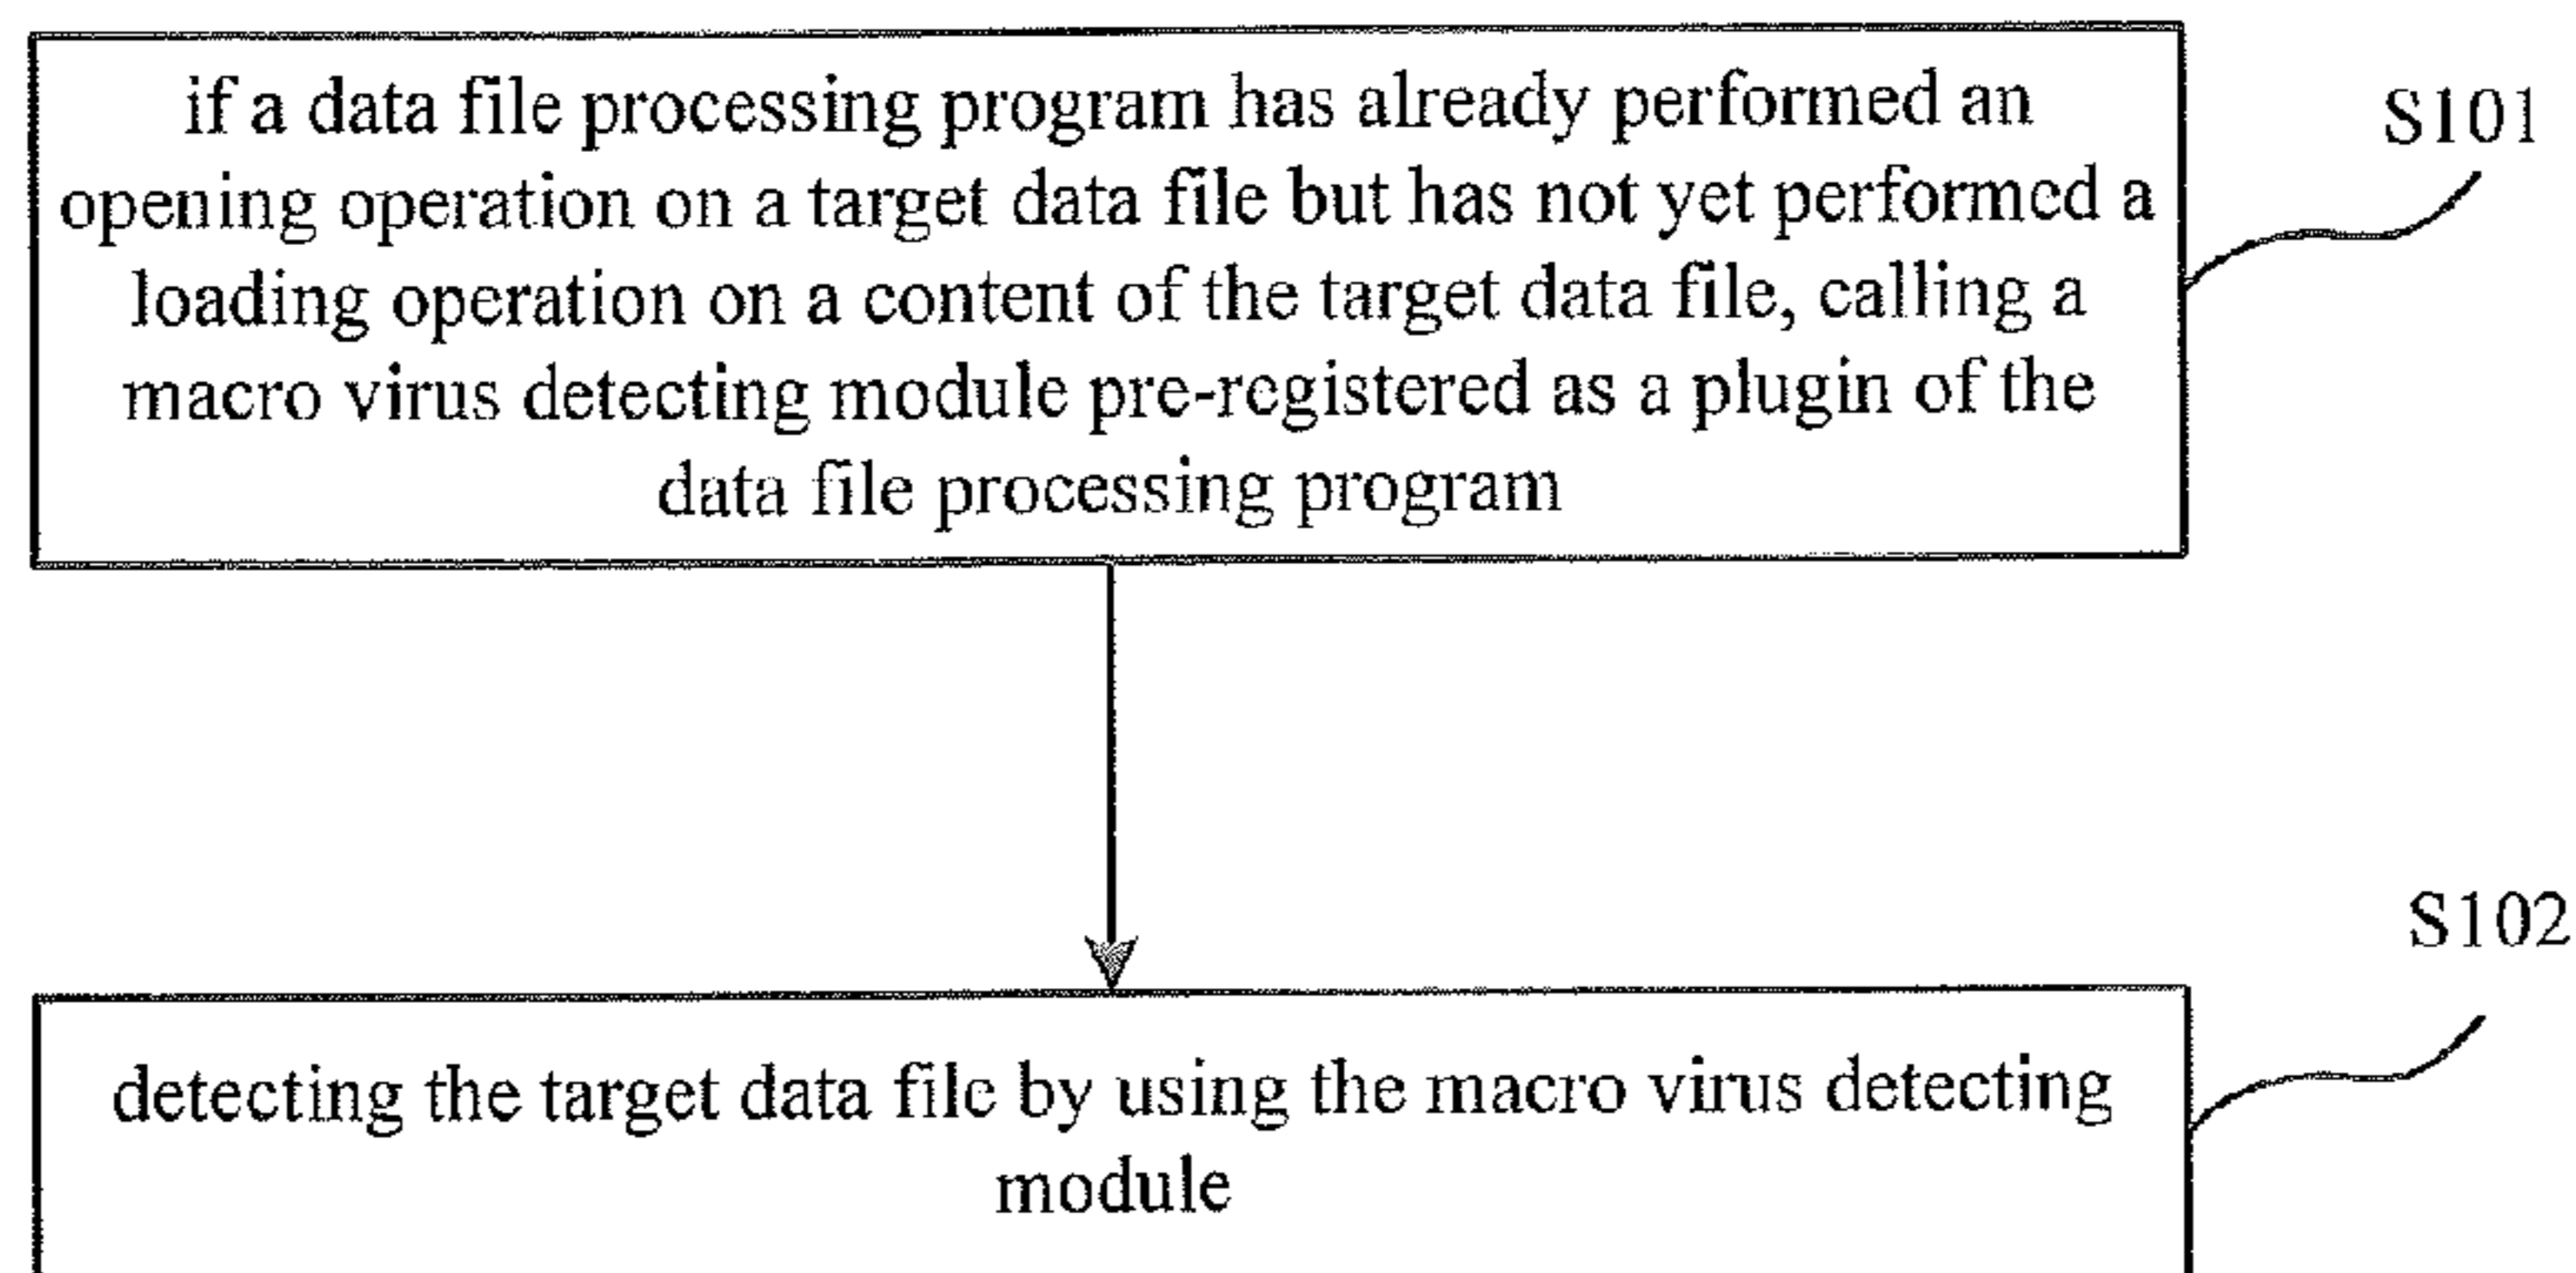 if a data file processing program has already performed an
opening operation on a target data file but has not yet performed a
loading operation on a content of the target data file, calling a
macro virus detecting module pre-registered as a plugin of the
data file processing program
S101
S102
detecting the target data file by using the macro virus detecting
module